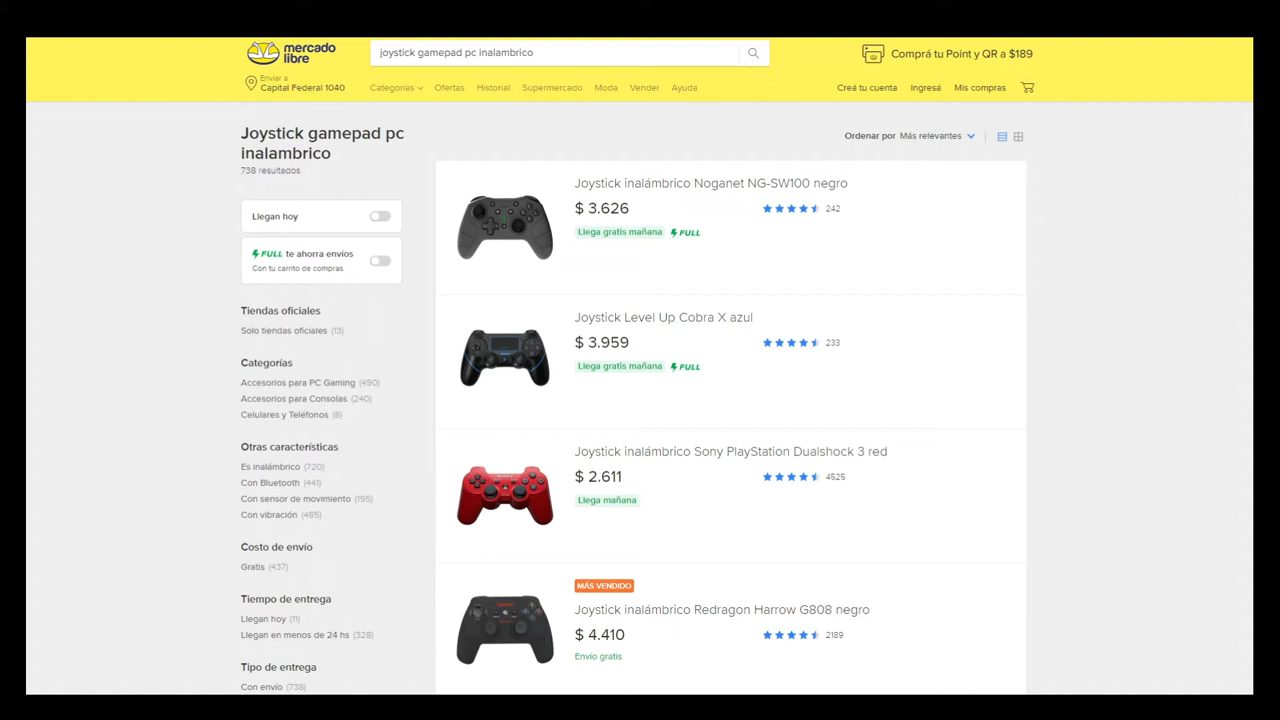 mercado
libre
joystick gamepad pc inalambrico
Comprá tu Point y QR a $189
Enviar a
Capital Federal 1040
Categorías
Ofertas
Historial
Supermercado
Moda
Vender
Ayuda
Creá tu cuenta
Ingresá
Mis compras
Joystick gamepad pc
inalambrico
738 resultados
Ordenar por Más relevantes
Llegan hoy
FULL te ahorra envíos
Con tu carrito de compras
Tiendas oficiales
Solo tiendas oficiales (13)
Categorías
Accesorios para PC Gaming (490)
Accesorios para Consolas (240)
Celulares y Teléfonos (8)
Otras características
Es inalámbrico (720)
Con Bluetooth (441)
Con sensor de movimiento (195)
Con vibración (485)
Costo de envío
Gratis (437)
Tiempo de entrega
Llegan hoy (11)
Llegan en menos de 24 hs (328)
Tipo de entrega
Con envío (738)
Joystick inalámbrico Noganet NG-SW100 negro
$ 3.626
242
Llega gratis mañana FULL
Joystick Level Up Cobra X azul
$ 3.959
233
Llega gratis mañana FULL
Joystick inalámbrico Sony PlayStation Dualshock 3 red
$ 2.611
4525
Llega mañana
MÁS VENDIDO
Joystick inalámbrico Redragon Harrow G808 negro
$ 4.410
2189
Envío gratis